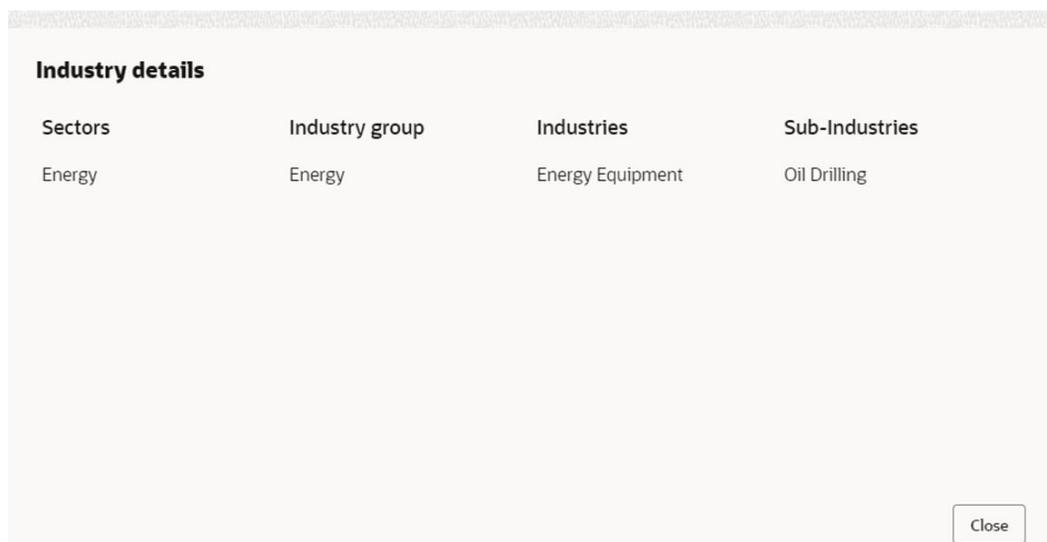 Industry details
Sectors Industry group Industries Sub-Industries
Energy Energy Energy Equipment Oil Drilling
Close